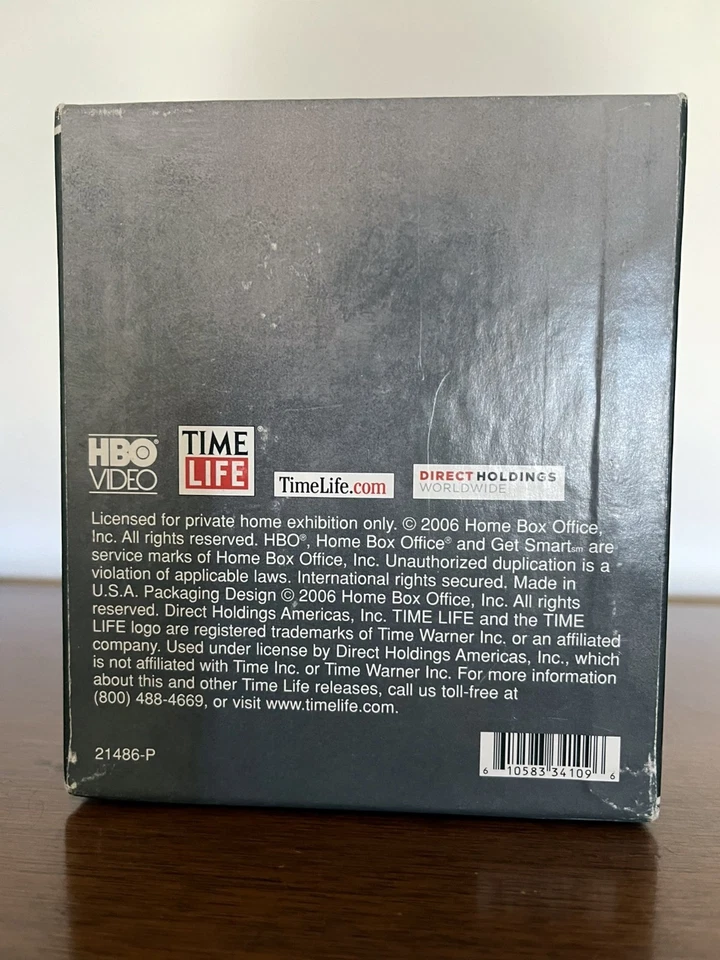 HBO®
VIDEO
TIME ®
LIFE
TimeLife.com
DIRECT HOLDINGS
WORLDWIDE
Licensed for private home exhibition only. © 2006 Home Box Office,
Inc. All rights reserved. HBO®, Home Box Office® and Get Smart℠ are
service marks of Home Box Office, Inc. Unauthorized duplication is a
violation of applicable laws. International rights secured. Made in
U.S.A. Packaging Design © 2006 Home Box Office, Inc. All rights
reserved. Direct Holdings Americas, Inc. TIME LIFE and the TIME
LIFE logo are registered trademarks of Time Warner Inc. or an affiliated
company. Used under license by Direct Holdings Americas, Inc., which
is not affiliated with Time Inc. or Time Warner Inc. For more information
about this and other Time Life releases, call us toll-free at
(800) 488-4669, or visit www.timelife.com.
21486-P
6 10583 34109 6